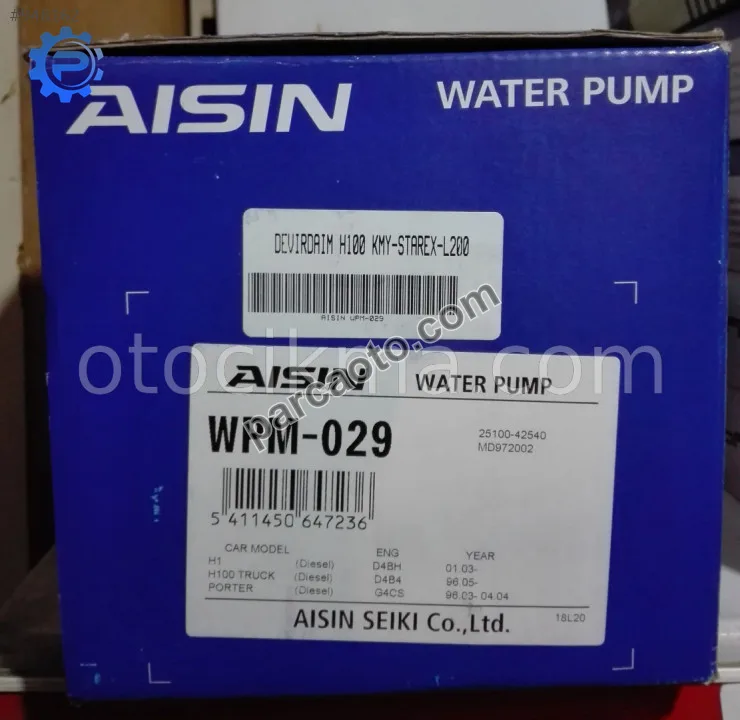 AISIN WATER PUMP
DEVIRDAIM H100 KMY-STAREX-L200
AISIN WPM-029
parcaoto.com
otocikma.com
AISIN WATER PUMP
WPM-029
25100-42540
MD972002
5 411450 647236
CAR MODEL ENG YEAR
H1 (Diesel) D4BH 01.03-
H100 TRUCK (Diesel) D4B4 96.05-
PORTER (Diesel) G4CS 96.03-04.04
AISIN SEIKI Co.,Ltd.
18L20